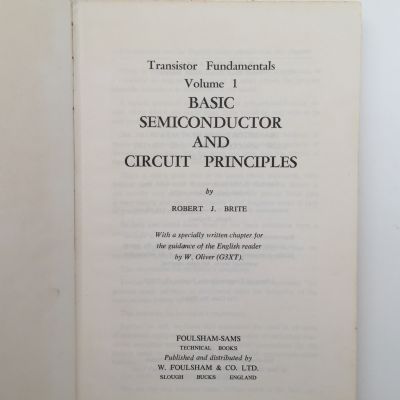 Transistor Fundamentals
Volume 1
BASIC
SEMICONDUCTOR
AND
CIRCUIT PRINCIPLES
by
ROBERT J. BRITE
With a specially written chapter for
the guidance of the English reader
by W. Oliver (G3XT).
FOULSHAM-SAMS
TECHNICAL BOOKS
Published and distributed by
W. FOULSHAM & CO. LTD.
SLOUGH BUCKS ENGLAND